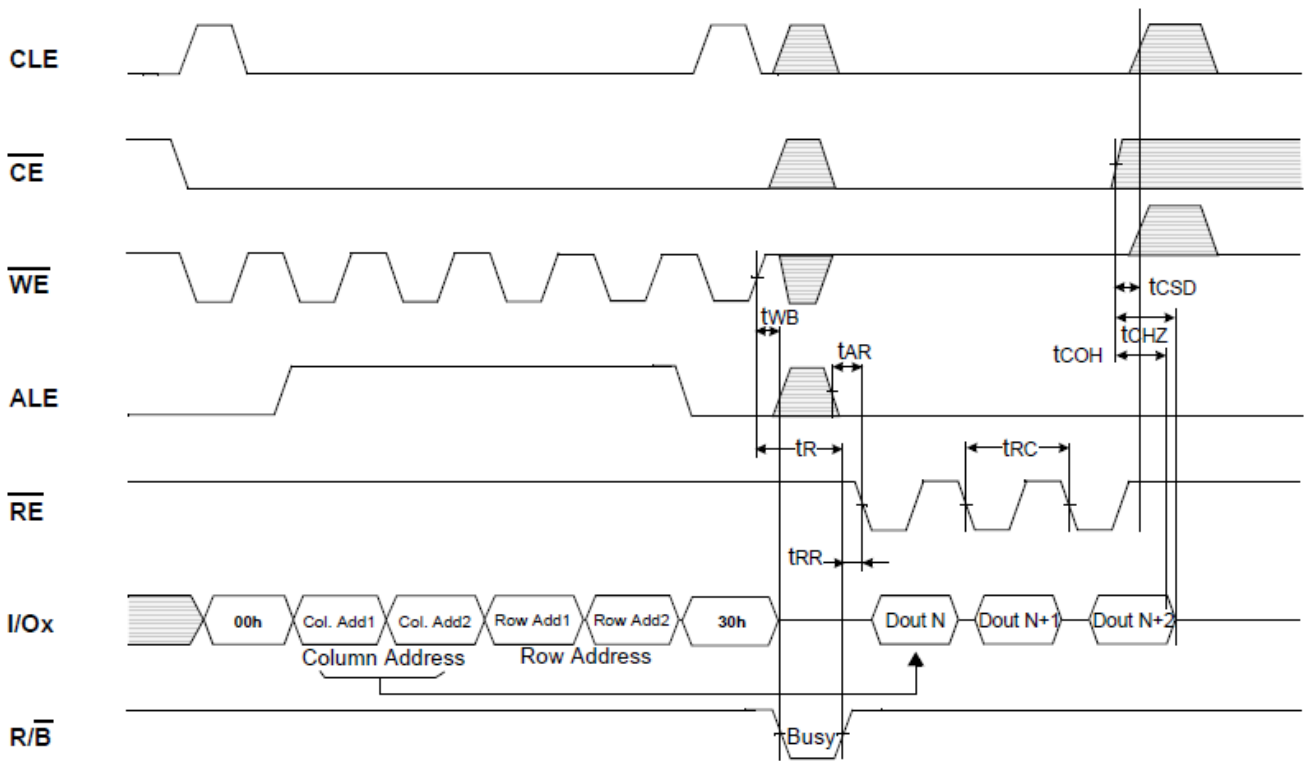 CLE
CE
WE
tCSD
tWB
tCHZ
tAR
tCOH
ALE
tR
tRC
RE
tRR
I/Ox
00h
Col. Add1
Col. Add2
Row Add1
Row Add2
30h
Dout N
Dout N+1
Dout N+2
Column Address
Row Address
R/B
Busy